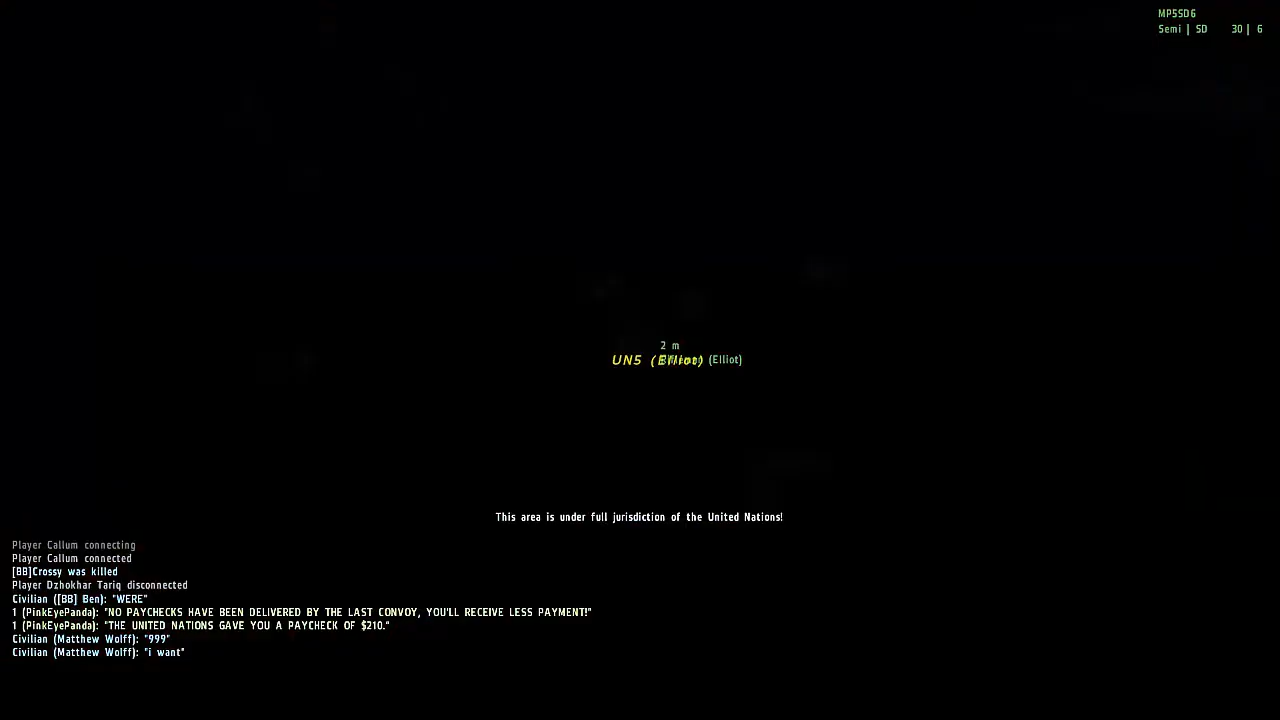 MP5SD6
Semi | SD 30 | 6
2 m
UN5 (Elliot) (Elliot)
This area is under full jurisdiction of the United Nations!
Player Callum connecting
Player Callum connected
[BB]Crossy was killed
Player Dzhokhar Tariq disconnected
Civilian ([BB] Ben): "WERE"
1 (PinkEyePanda): "NO PAYCHECKS HAVE BEEN DELIVERED BY THE LAST CONVOY, YOU'LL RECEIVE LESS PAYMENT!"
1 (PinkEyePanda): "THE UNITED NATIONS GAVE YOU A PAYCHECK OF $210."
Civilian (Matthew Wolff): "999"
Civilian (Matthew Wolff): "i want"